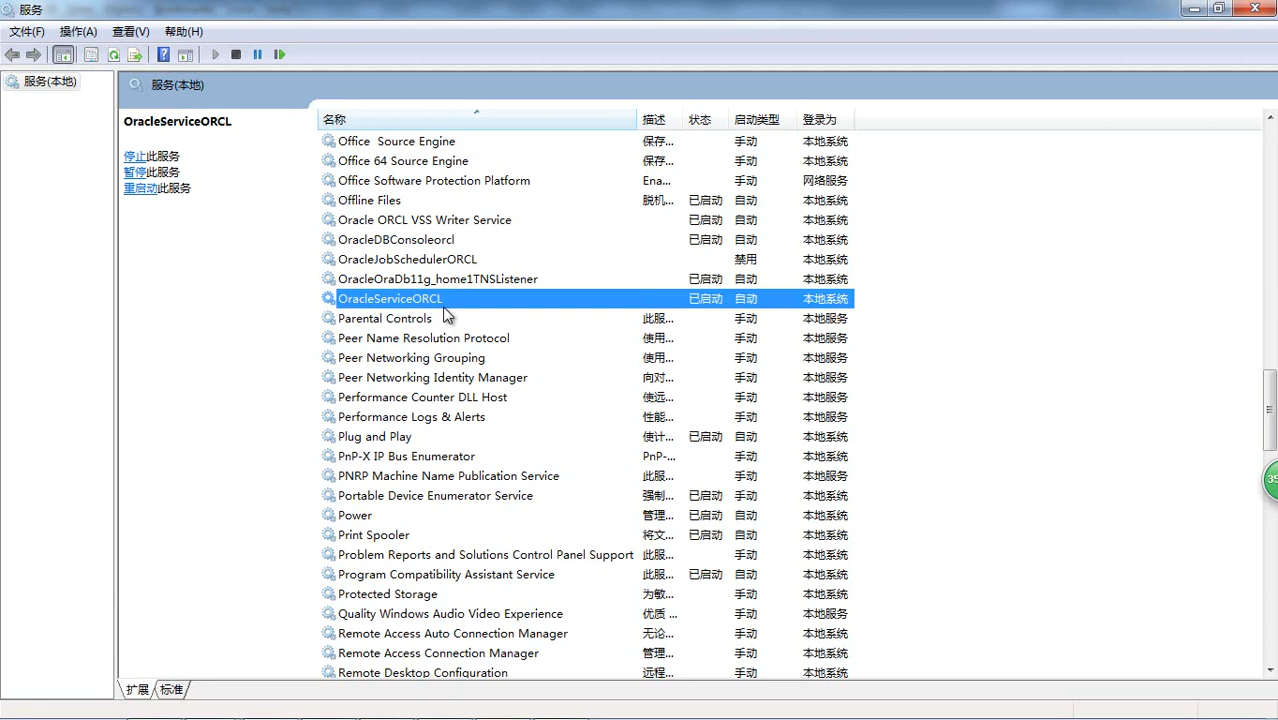 服务
文件(F) 操作(A) 查看(V) 帮助(H)
服务(本地)
服务(本地)
OracleServiceORCL
停止此服务
暂停此服务
重启动此服务
名称 描述 状态 启动类型 登录为
Office Source Engine 保存... 手动 本地系统
Office 64 Source Engine 保存... 手动 本地系统
Office Software Protection Platform Ena... 手动 网络服务
Offline Files 脱机... 已启动 自动 本地系统
Oracle ORCL VSS Writer Service 已启动 自动 本地系统
OracleDBConsoleorcl 已启动 自动 本地系统
OracleJobSchedulerORCL 禁用 本地系统
OracleOraDb11g_home1TNSListener 已启动 自动 本地系统
OracleServiceORCL 已启动 自动 本地系统
Parental Controls 此服... 手动 本地服务
Peer Name Resolution Protocol 使用... 手动 本地服务
Peer Networking Grouping 使用... 手动 本地服务
Peer Networking Identity Manager 向对... 手动 本地服务
Performance Counter DLL Host 使远... 手动 本地服务
Performance Logs & Alerts 性能... 手动 本地服务
Plug and Play 使计... 已启动 自动 本地系统
PnP-X IP Bus Enumerator PnP-... 手动 本地系统
PNRP Machine Name Publication Service 此服... 手动 本地服务
Portable Device Enumerator Service 强制... 已启动 手动 本地系统
Power 管理... 已启动 自动 本地系统
Print Spooler 将文... 已启动 自动 本地系统
Problem Reports and Solutions Control Panel Support 此服... 手动 本地系统
Program Compatibility Assistant Service 此服... 已启动 自动 本地系统
Protected Storage 为敏... 手动 本地系统
Quality Windows Audio Video Experience 优质 ... 手动 本地服务
Remote Access Auto Connection Manager 无论... 手动 本地系统
Remote Access Connection Manager 管理... 手动 本地系统
Remote Desktop Configuration 远程... 手动 本地系统
35
扩展 标准